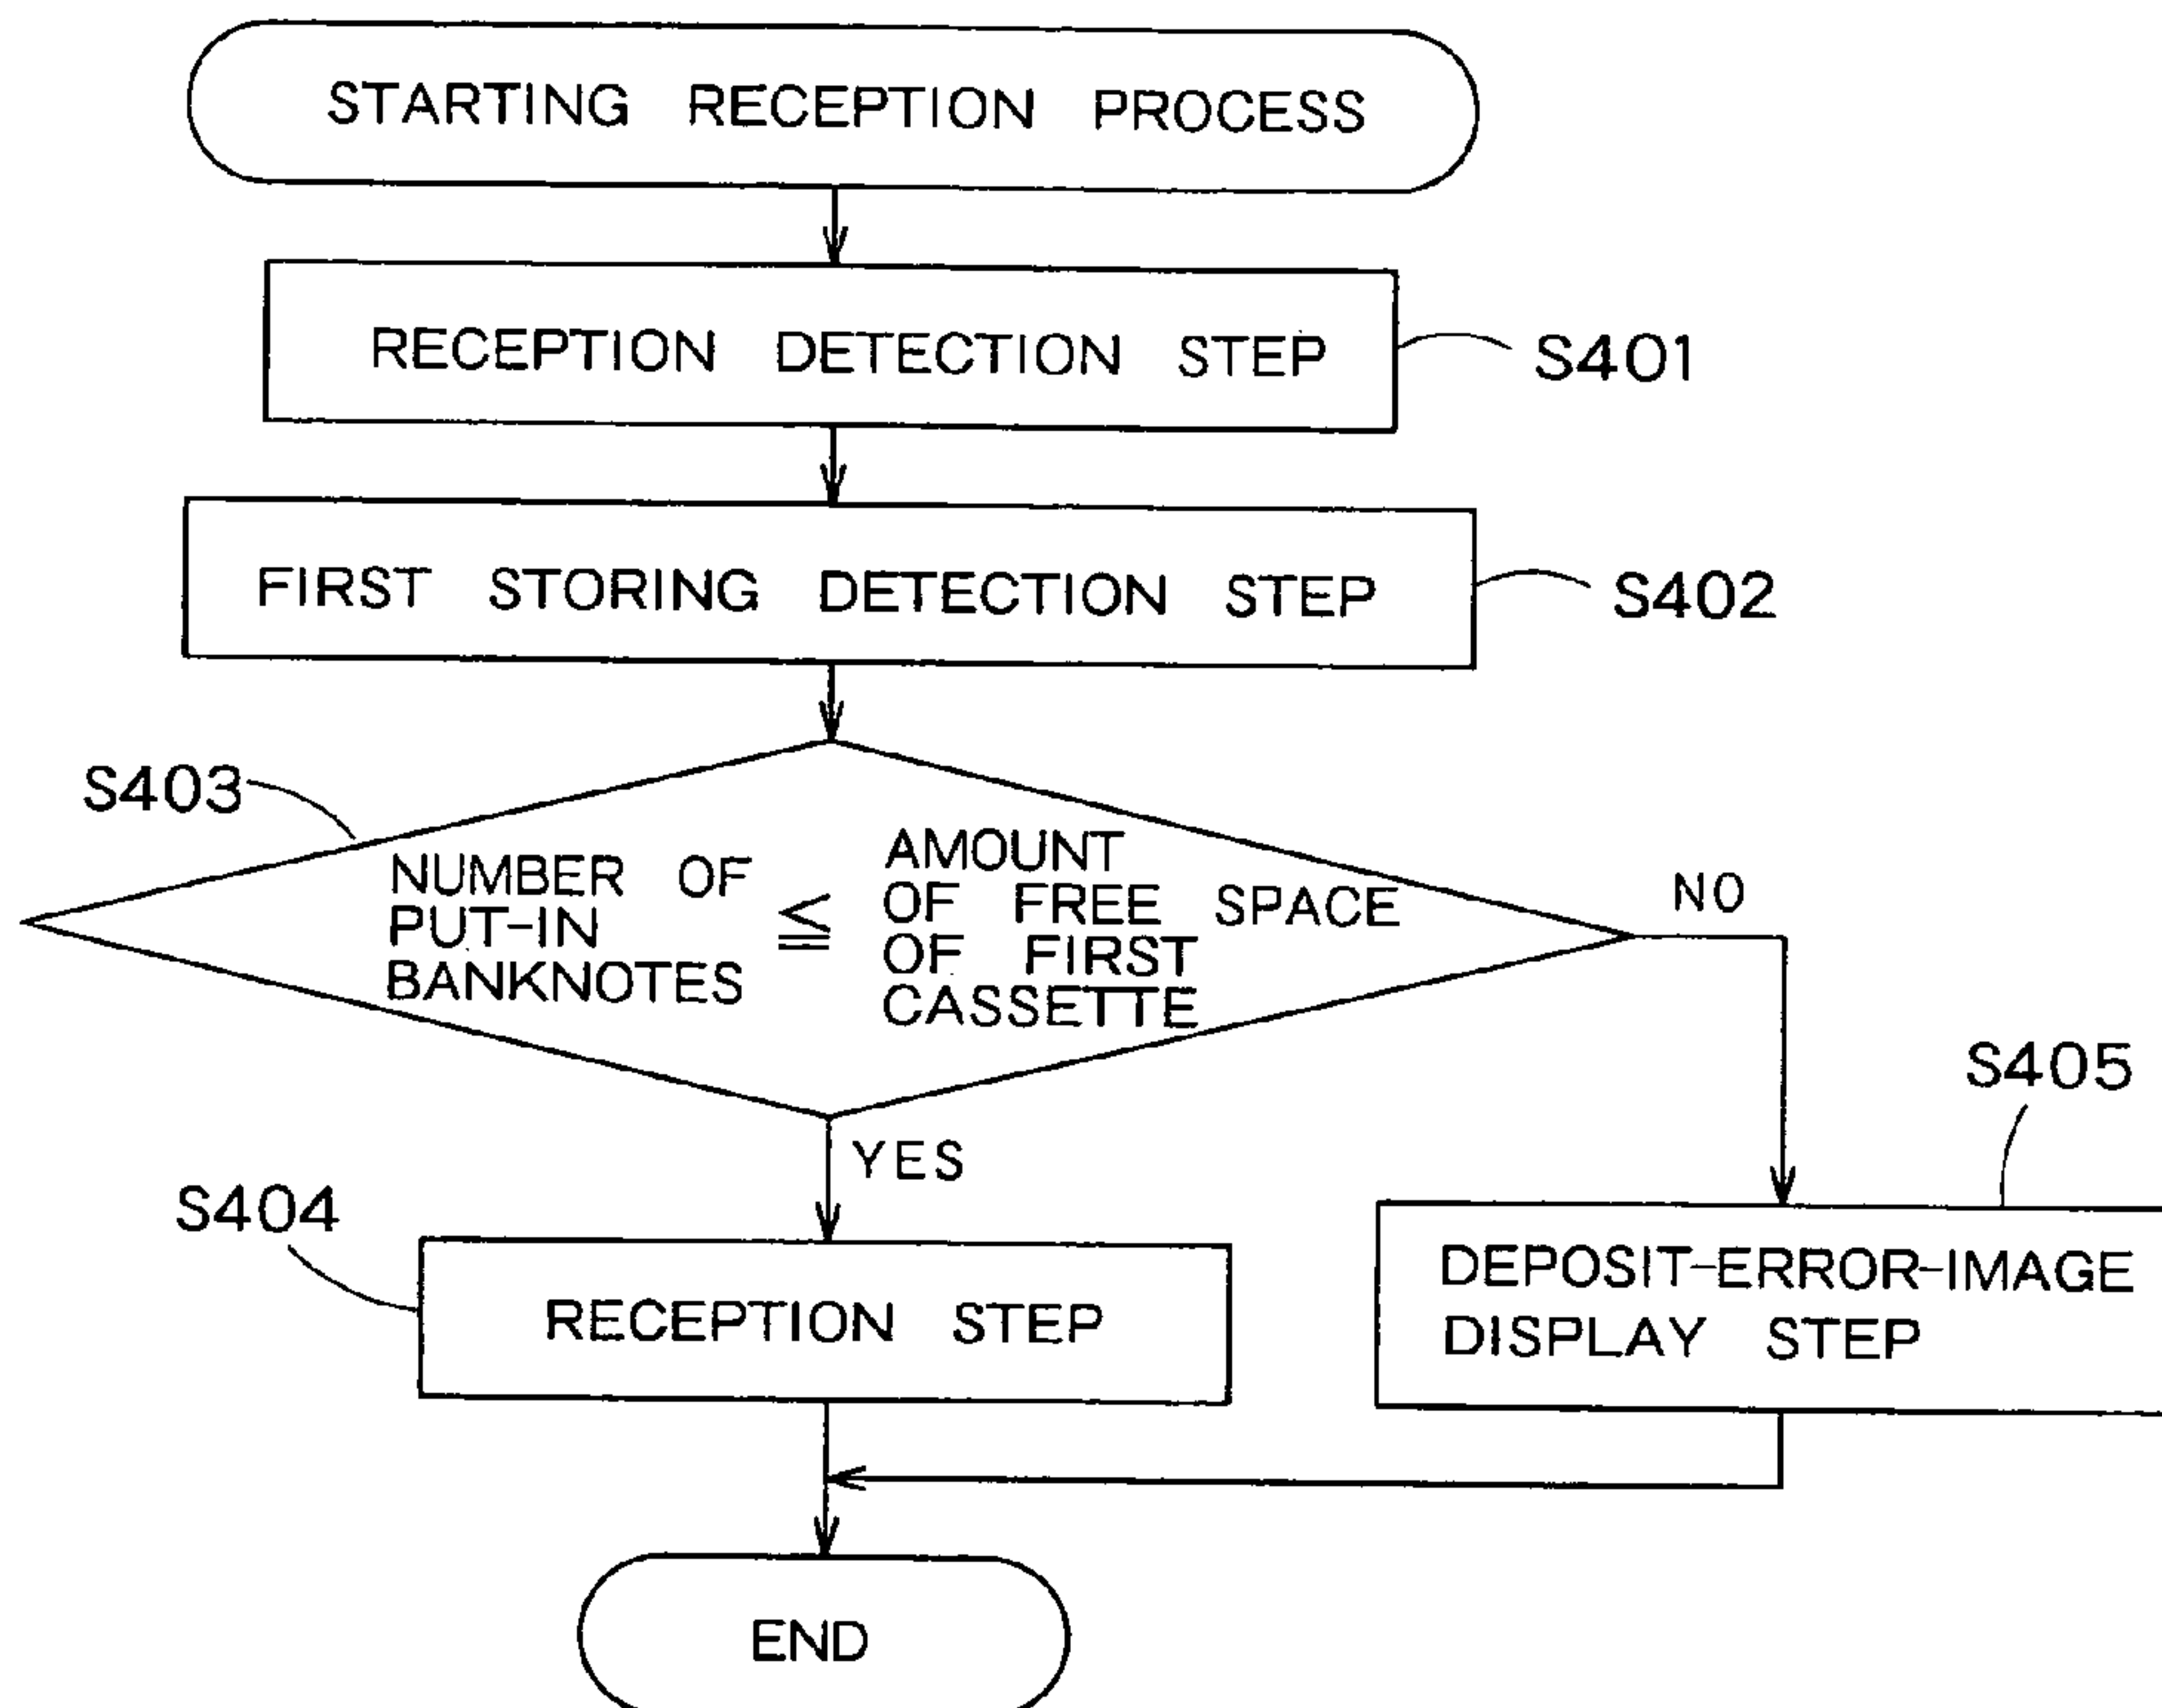 STARTING RECEPTION PROCESS
RECEPTION DETECTION STEP
S401
FIRST STORING DETECTION STEP
S402
S403
NUMBER OF
PUT-IN
BANKNOTES
≦
AMOUNT
OF FREE SPACE
OF FIRST
CASSETTE
NO
YES
S404
RECEPTION STEP
S405
DEPOSIT-ERROR-IMAGE
DISPLAY STEP
END